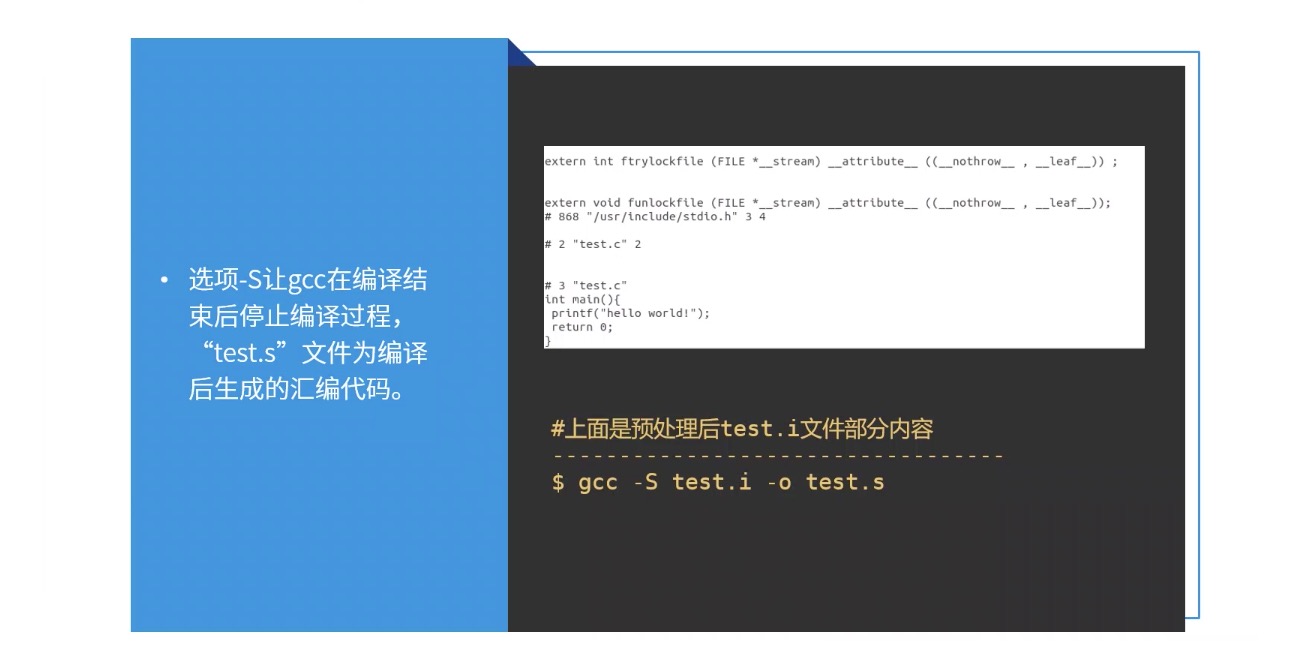 • 选项-S让gcc在编译结
束后停止编译过程，
“test.s”文件为编译
后生成的汇编代码。
extern int ftrylockfile (FILE *__stream) __attribute__ ((__nothrow__ , __leaf__)) ;
extern void funlockfile (FILE *__stream) __attribute__ ((__nothrow__ , __leaf__));
# 868 "/usr/include/stdio.h" 3 4
# 2 "test.c" 2
# 3 "test.c"
int main(){
 printf("hello world!");
 return 0;
}
#上面是预处理后test.i文件部分内容
----------------------------------
$ gcc -S test.i -o test.s